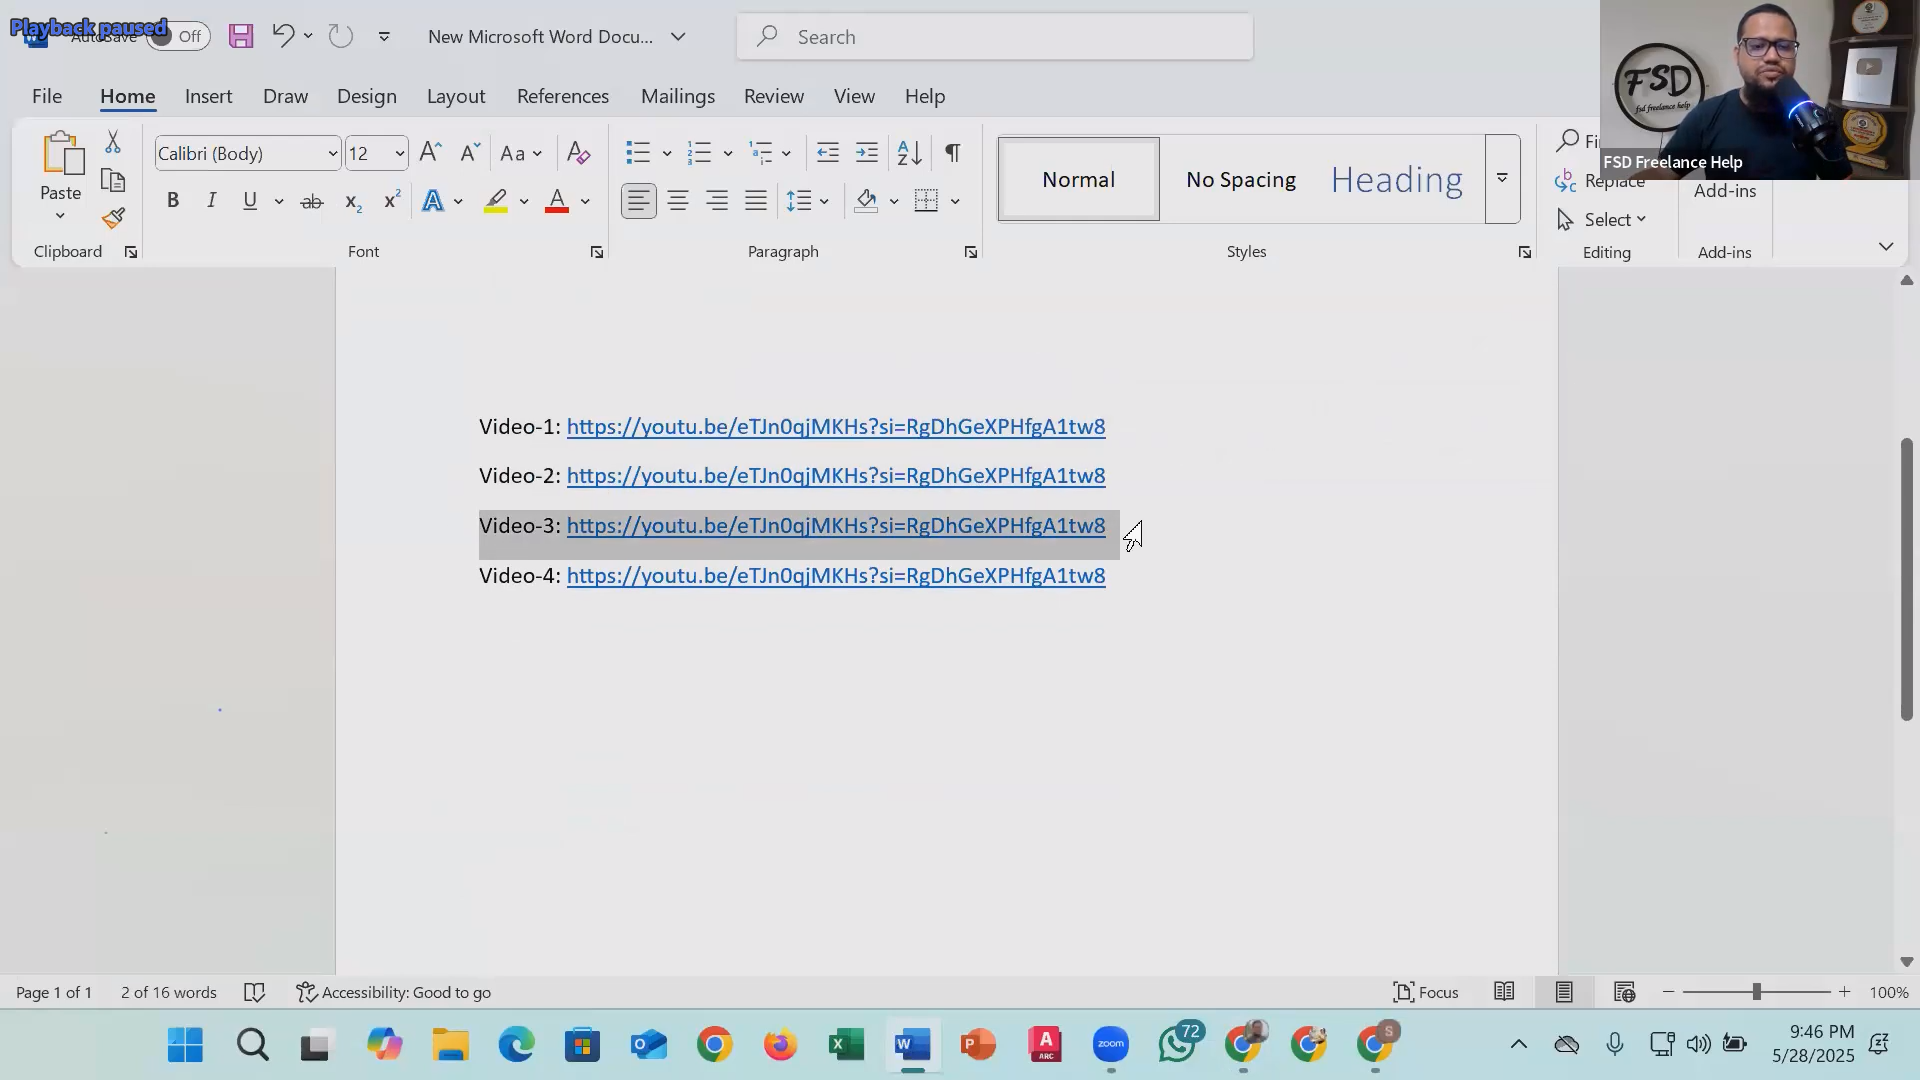 Playback paused
AutoSave Off
New Microsoft Word Docu...
Search
File Home Insert Draw Design Layout References Mailings Review View Help
Paste
Clipboard
Calibri (Body) 12
Font
Paragraph
Normal No Spacing Heading
Styles
Replace
Select
Editing
Add-ins
Add-ins
FSD
fsd freelance help
FSD Freelance Help
Video-1: https://youtu.be/eTJn0qjMKHs?si=RgDhGeXPHfgA1tw8
Video-2: https://youtu.be/eTJn0qjMKHs?si=RgDhGeXPHfgA1tw8
Video-3: https://youtu.be/eTJn0qjMKHs?si=RgDhGeXPHfgA1tw8
Video-4: https://youtu.be/eTJn0qjMKHs?si=RgDhGeXPHfgA1tw8
Page 1 of 1 2 of 16 words Accessibility: Good to go Focus 100%
zoom
72
S
ARC
9:46 PM
5/28/2025